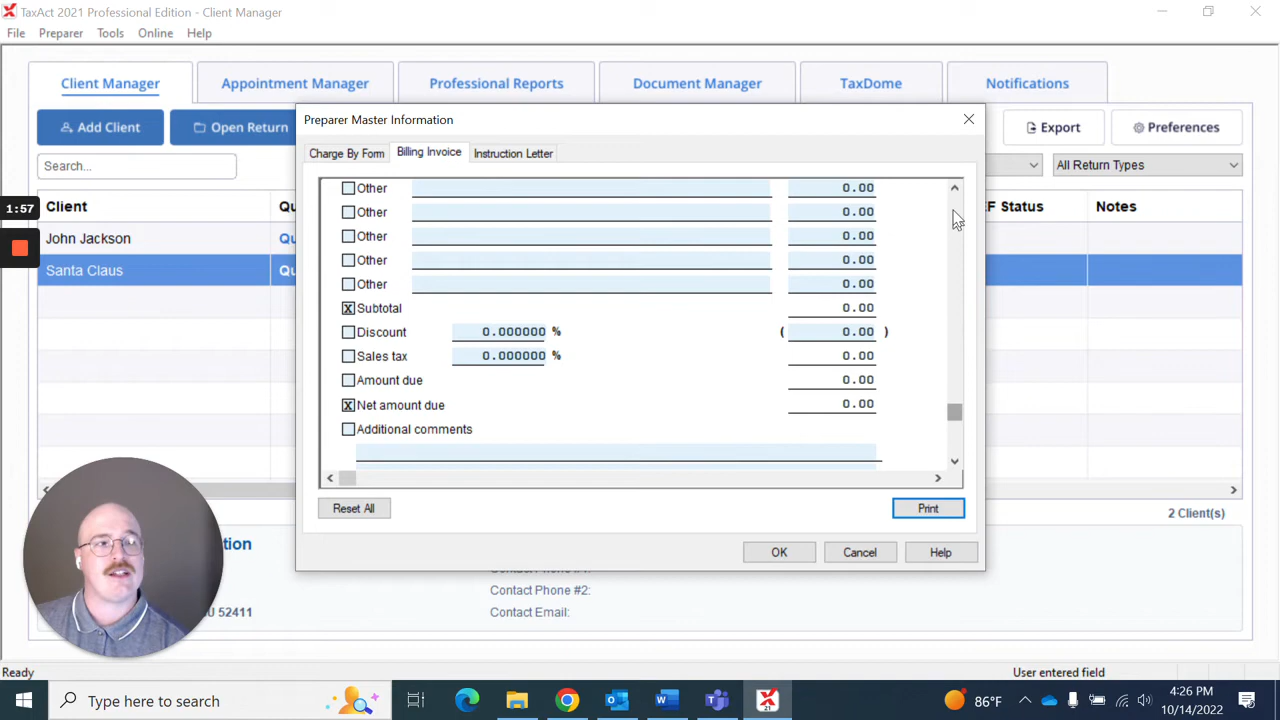 TaxAct 2021 Professional Edition - Client Manager
File Preparer Tools Online Help
Client Manager Appointment Manager Professional Reports Document Manager TaxDome Notifications
Add Client Open Return Export Preferences
Search... All Return Types
Client Qu F Status Notes
John Jackson Qu
Santa Claus Qu
1:57
Preparer Master Information
Charge By Form Billing Invoice Instruction Letter
Other 0.00
Other 0.00
Other 0.00
Other 0.00
Other 0.00
X Subtotal 0.00
Discount 0.000000 % ( 0.00 )
Sales tax 0.000000 % 0.00
Amount due 0.00
X Net amount due 0.00
Additional comments
Reset All Print
OK Cancel Help
2 Client(s)
tion
Contact Phone #1:
Contact Phone #2:
U 52411 Contact Email:
Ready User entered field
Type here to search 86°F 4:26 PM
10/14/2022
21